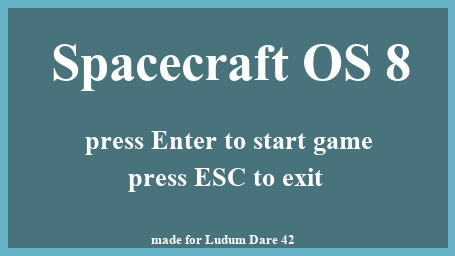 Spacecraft OS 8
press Enter to start game
press ESC to exit
made for Ludum Dare 42